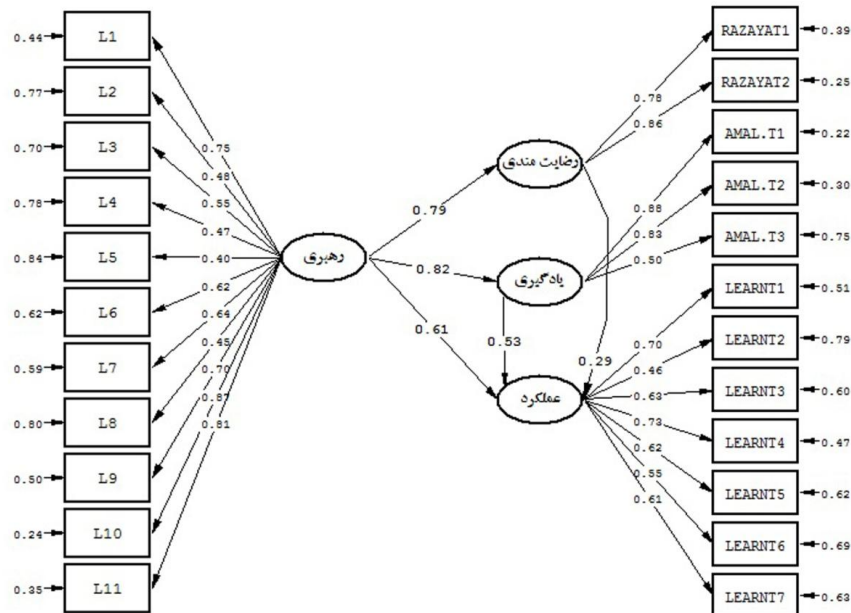 0.44 L1
0.77 L2
0.70 L3
0.78 L4
0.84 L5
0.62 L6
0.59 L7
0.80 L8
0.50 L9
0.24 L10
0.35 L11
0.75
0.48
0.55
0.47
0.40
0.62
0.64
0.45
0.70
0.87
0.81
رهبری
0.79
0.82
0.61
رضایت مندی
یادگیری
0.53
0.29
عملکرد
0.78
0.86
0.88
0.83
0.50
0.70
0.46
0.63
0.73
0.62
0.55
0.61
RAZAYAT1 0.39
RAZAYAT2 0.25
AMAL.T1 0.22
AMAL.T2 0.30
AMAL.T3 0.75
LEARNT1 0.51
LEARNT2 0.79
LEARNT3 0.60
LEARNT4 0.47
LEARNT5 0.62
LEARNT6 0.69
LEARNT7 0.63